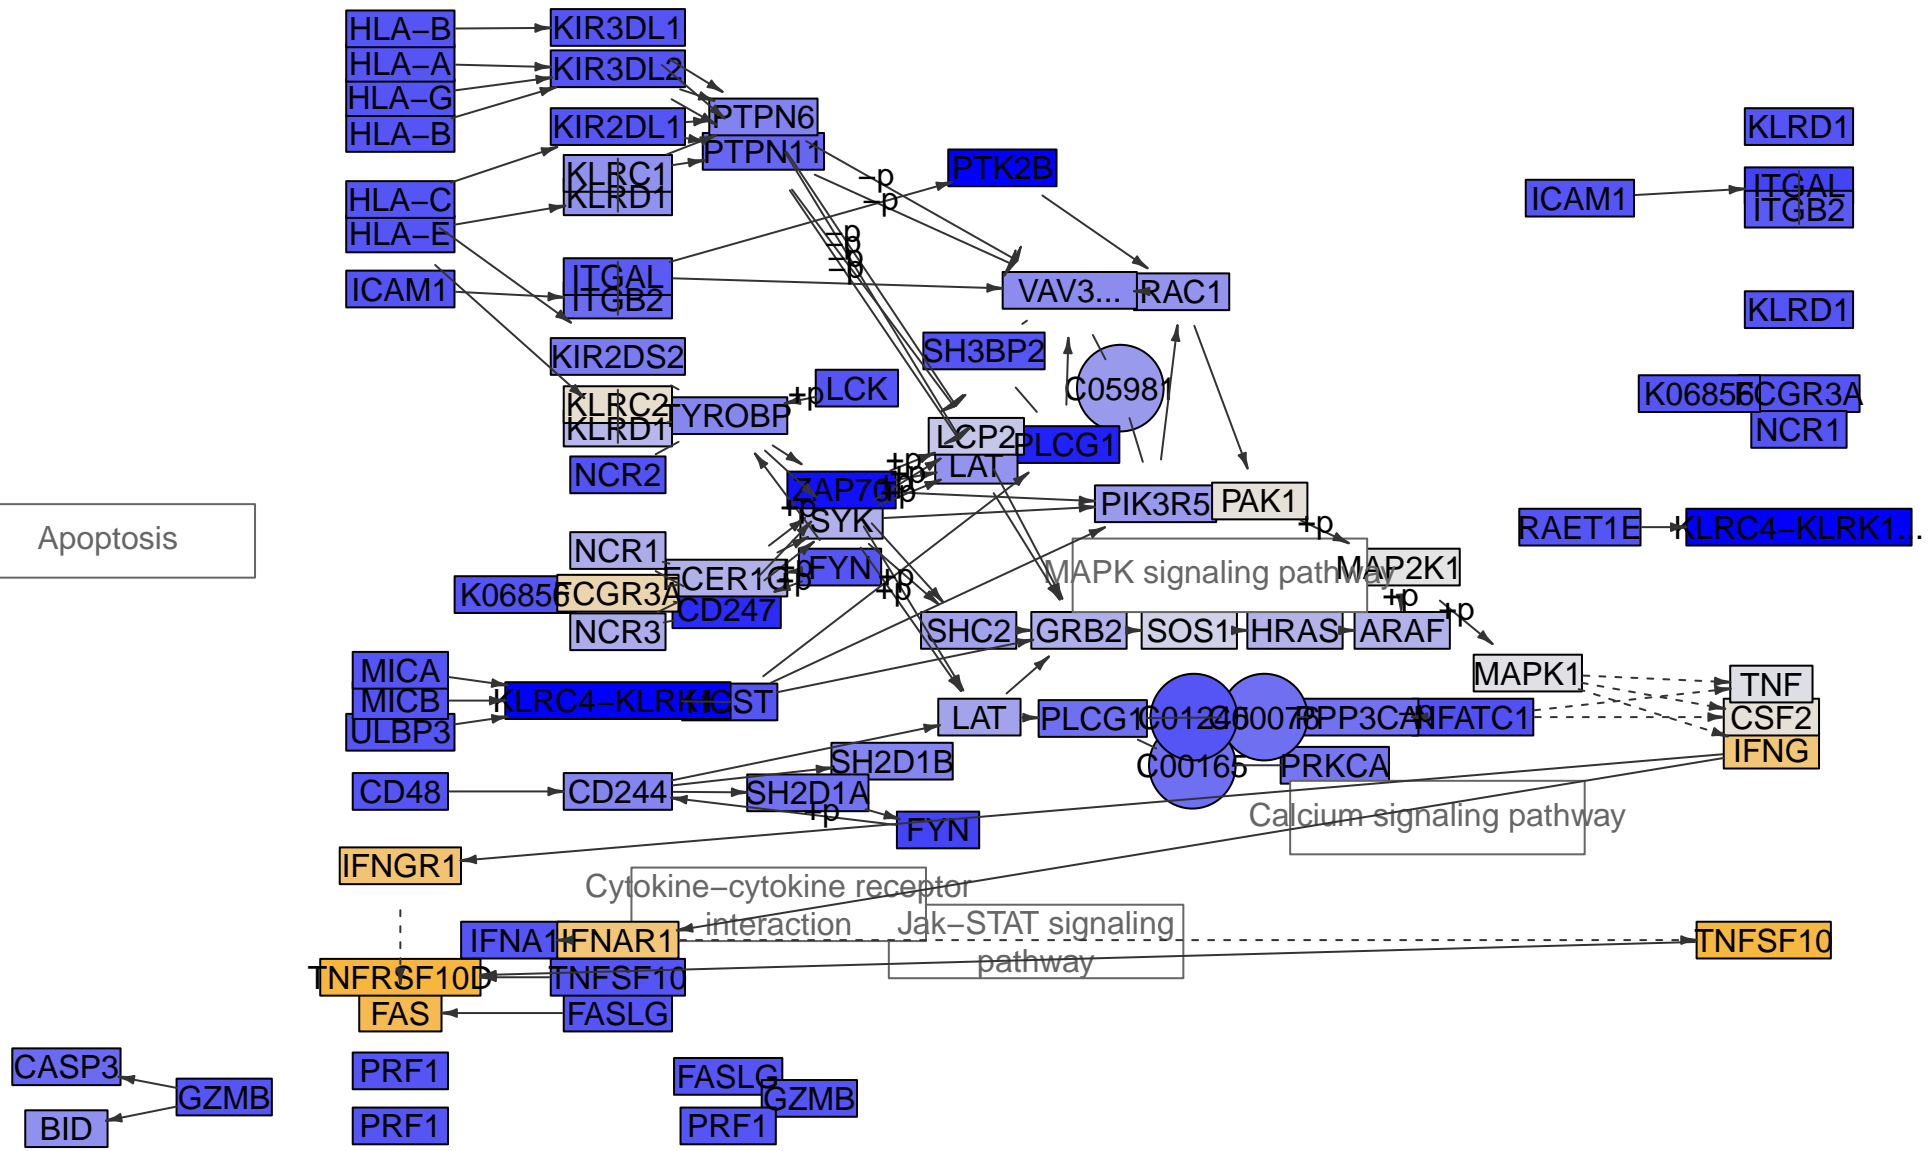 HLA−B
KIR3DL1
HLA−A
KIR3DL2
HLA−G
HLA−B
KIR2DL1
PTPN6
PTPN11
KLRD1
KLRC1
KLRD1
PTK2B
−p
−p
ITGAL
ITGB2
ICAM1
HLA−C
HLA−E
−p
−p
−p
−p
ICAM1
ITGAL
ITGB2
VAV3...
RAC1
KLRD1
KIR2DS2
SH3BP2
LCK
+p
C05981
KLRC2
KLRD1
TYROBP
K06856
FCGR3A
NCR1
LCP2
LAT
PLCG1
NCR2
+p
+p
+p
+p
ZAP70
SYK
+p
PIK3R5
PAK1
+p
RAET1E
KLRC4−KLRK1...
Apoptosis
NCR1
FCER1G
+p
FYN
+p
+p
MAPK signaling pathway
MAP2K1
K06856
FCGR3A
CD247
NCR3
+p
+p
SHC2
GRB2
SOS1
HRAS
ARAF
MICA
MICB
ULBP3
HCST
MAPK1
TNF
CSF2
IFNG
LAT
PLCG1
C01245
C00076
PPP3CA
NFATC1
C00165
PRKCA
CD48
CD244
SH2D1B
SH2D1A
+p
FYN
Calcium signaling pathway
IFNGR1
Cytokine−cytokine receptor
interaction
Jak−STAT signaling
pathway
IFNA1
IFNAR1
TNFSF10
TNFRSF10D
TNFSF10
FAS
FASLG
CASP3
GZMB
BID
PRF1
PRF1
FASLG
GZMB
PRF1